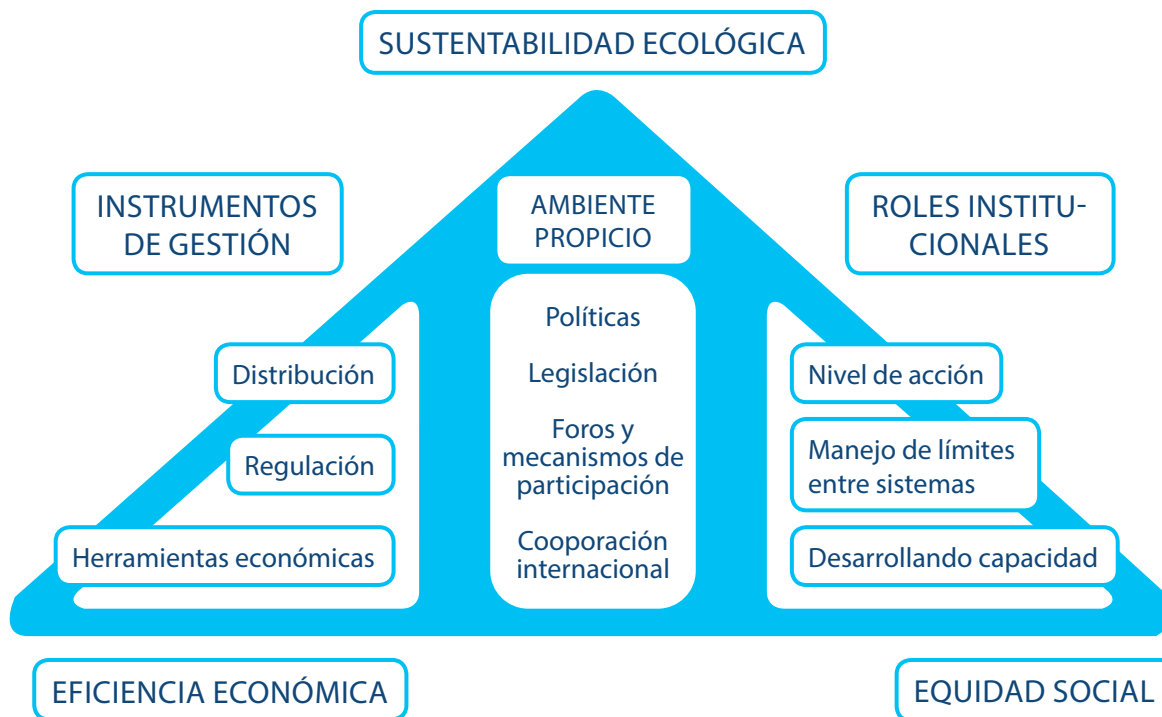 SUSTENTABILIDAD ECOLÓGICA
INSTRUMENTOS
DE GESTIÓN
AMBIENTE
PROPICIO
ROLES INSTITU-
CIONALES
Distribución
Regulación
Herramientas económicas
Políticas
Legislación
Foros y
mecanismos de
participación
Cooporación
internacional
Nivel de acción
Manejo de límites
entre sistemas
Desarrollando capacidad
EFICIENCIA ECONÓMICA
EQUIDAD SOCIAL